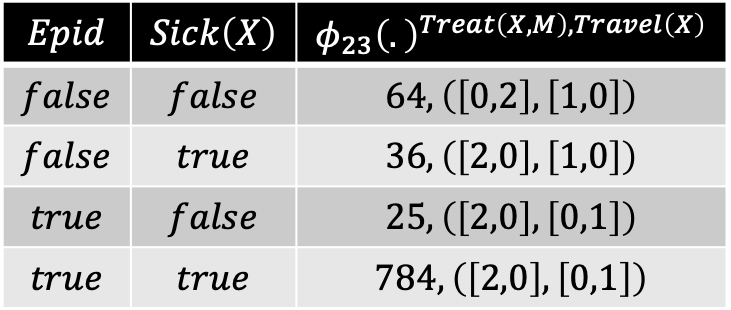 Epid Sick(X) ϕ₂₃(.)^Treat(X,M),Travel(X)
false false 64, ([0,2], [1,0])
false true 36, ([2,0], [1,0])
true false 25, ([2,0], [0,1])
true true 784, ([2,0], [0,1])